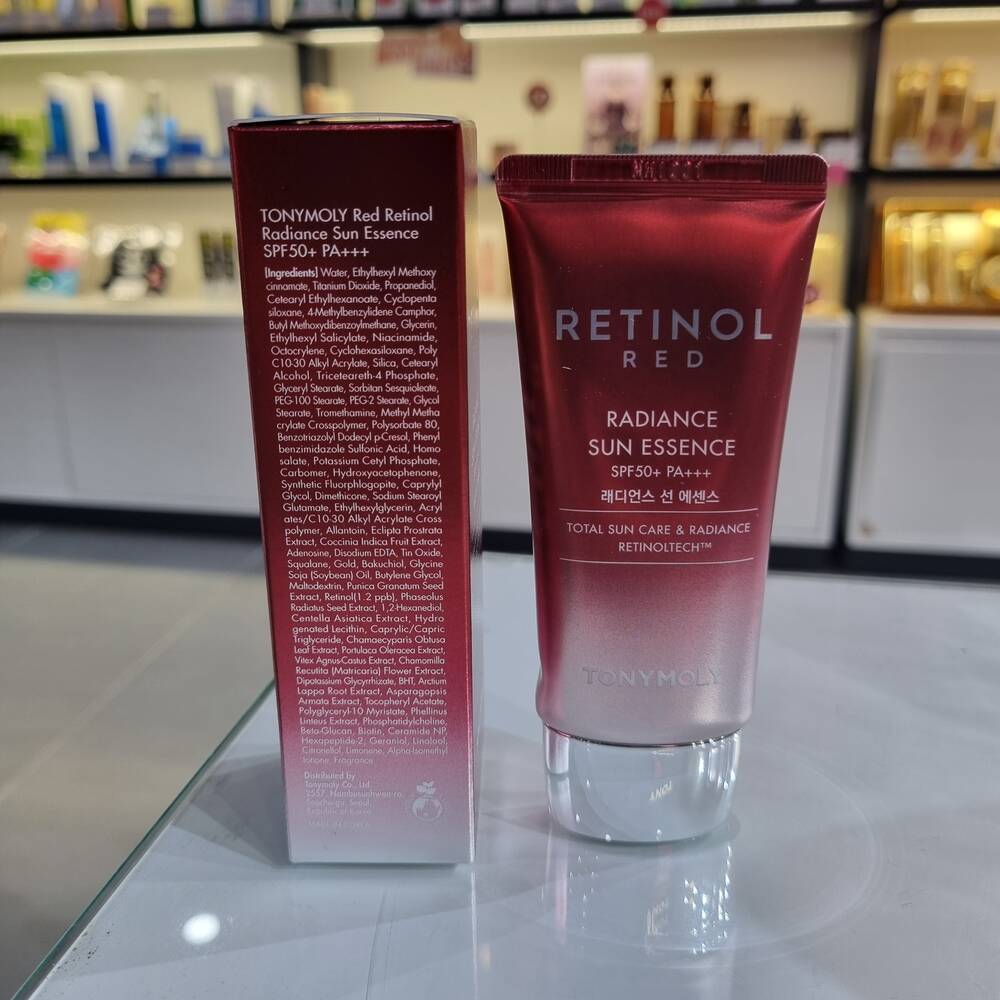 TONYMOLY Red Retinol
Radiance Sun Essence
SPF50+ PA+++
[Ingredients] Water, Ethylhexyl Methoxy
cinnamate, Titanium Dioxide, Propanediol,
Cetearyl Ethylhexanoate, Cyclopenta
siloxane, 4-Methylbenzylidene Camphor,
Butyl Methoxydibenzoylmethane, Glycerin,
Ethylhexyl Salicylate, Niacinamide,
Octocrylene, Cyclohexasiloxane, Poly
C10-30 Alkyl Acrylate, Silica, Cetearyl
Alcohol, Triceteareth-4 Phosphate,
Glyceryl Stearate, Sorbitan Sesquioleate,
PEG-100 Stearate, PEG-2 Stearate, Glycol
Stearate, Tromethamine, Methyl Metha
crylate Crosspolymer, Polysorbate 80,
Benzotriazolyl Dodecyl p-Cresol, Phenyl
benzimidazole Sulfonic Acid, Homo
salate, Potassium Cetyl Phosphate,
Carbomer, Hydroxyacetophenone,
Synthetic Fluorphlogopite, Caprylyl
Glycol, Dimethicone, Sodium Stearoyl
Glutamate, Ethylhexylglycerin, Acryl
ates/C10-30 Alkyl Acrylate Cross
polymer, Allantoin, Eclipta Prostrata
Extract, Coccinia Indica Fruit Extract,
Adenosine, Disodium EDTA, Tin Oxide,
Squalane, Gold, Bakuchiol, Glycine
Soja (Soybean) Oil, Butylene Glycol,
Maltodextrin, Punica Granatum Seed
Extract, Retinol(1.2 ppb), Phaseolus
Radiatus Seed Extract, 1,2-Hexanediol,
Centella Asiatica Extract, Hydro
genated Lecithin, Caprylic/Capric
Triglyceride, Chamaecyparis Obtusa
Leaf Extract, Portulaca Oleracea Extract,
Vitex Agnus-Castus Extract, Chamomilla
Recutita (Matricaria) Flower Extract,
Dipotassium Glycyrrhizate, BHT, Arctium
Lappa Root Extract, Asparagopsis
Armata Extract, Tocopheryl Acetate,
Polyglyceryl-10 Myristate, Phellinus
Linteus Extract, Phosphatidylcholine,
Beta-Glucan, Biotin, Ceramide NP,
Hexapeptide-2, Geraniol, Linalool,
Citronellol, Limonene, Alpha-Isomethyl
Ionone, Fragrance
Distributed by
Tonymoly Co., Ltd.
2557, Nambusunhwan-ro,
Seocho-gu, Seoul,
Republic of Korea
MADE IN KOREA
RETINOL
RED
RADIANCE
SUN ESSENCE
SPF50+ PA+++
래디언스 선 에센스
TOTAL SUN CARE & RADIANCE
RETINOLTECH™
TONYMOLY